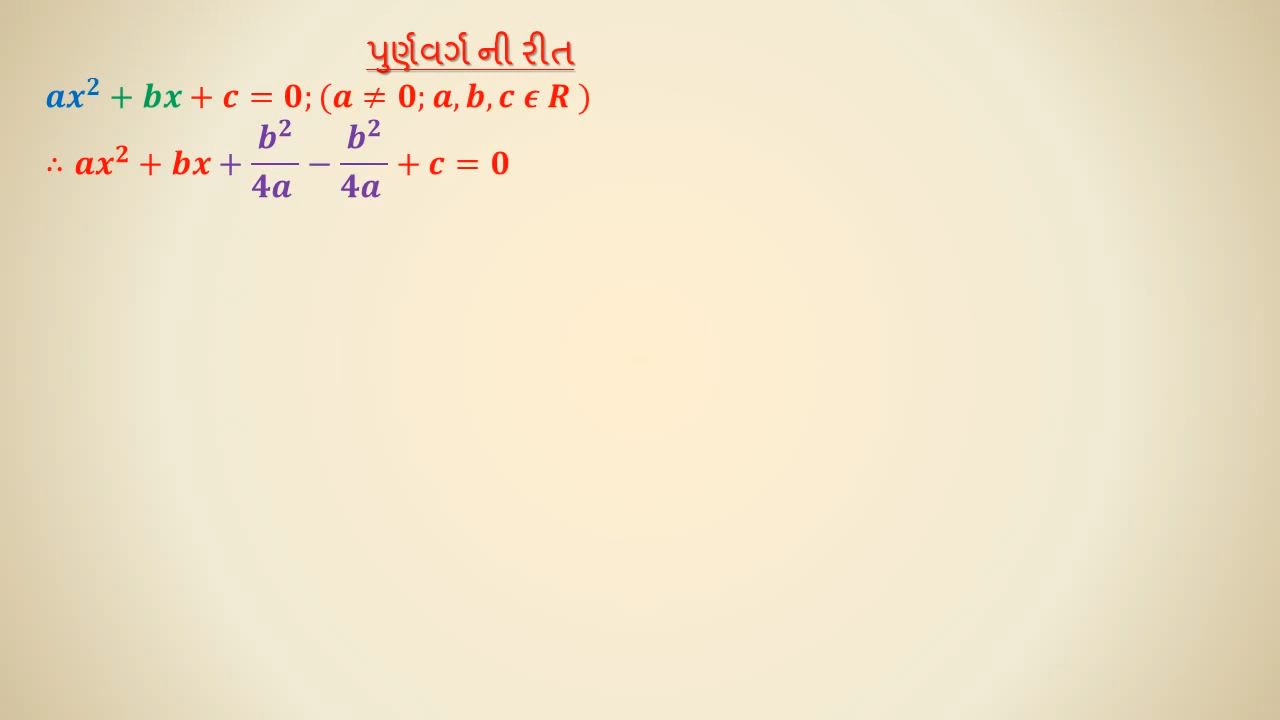 પુર્ણવર્ગ ની રીત
ax² + bx + c = 0; (a ≠ 0; a, b, c ϵ R )
∴ ax² + bx + b²/4a − b²/4a + c = 0